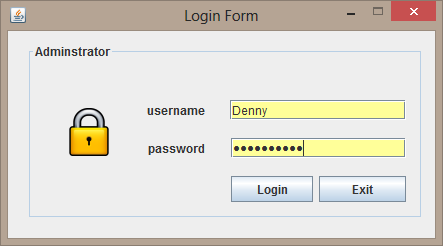 Login Form
Adminstrator
username Denny
password ••••••••••
Login Exit